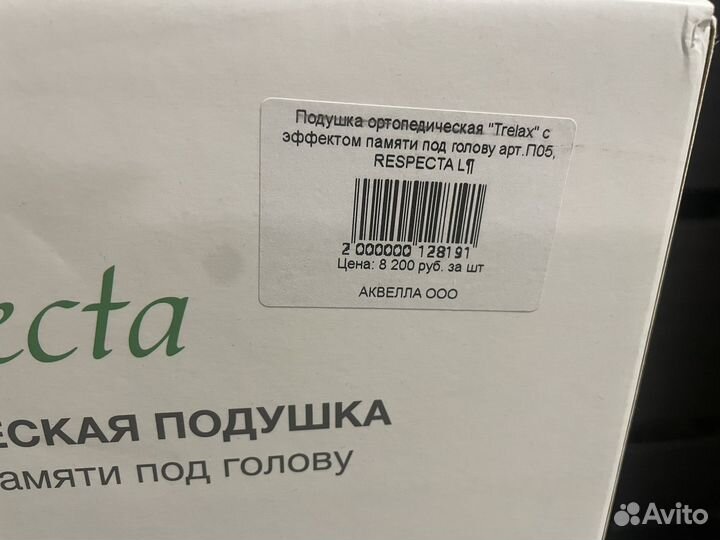 Подушка ортопедическая "Trelax" с
эффектом памяти под голову арт.П05,
RESPECTA L¶
2 000000 128191
Цена: 8 200 руб. за шт
АКВЕЛЛА ООО
ecta
ЕСКАЯ ПОДУШКА
амяти под голову
Avito